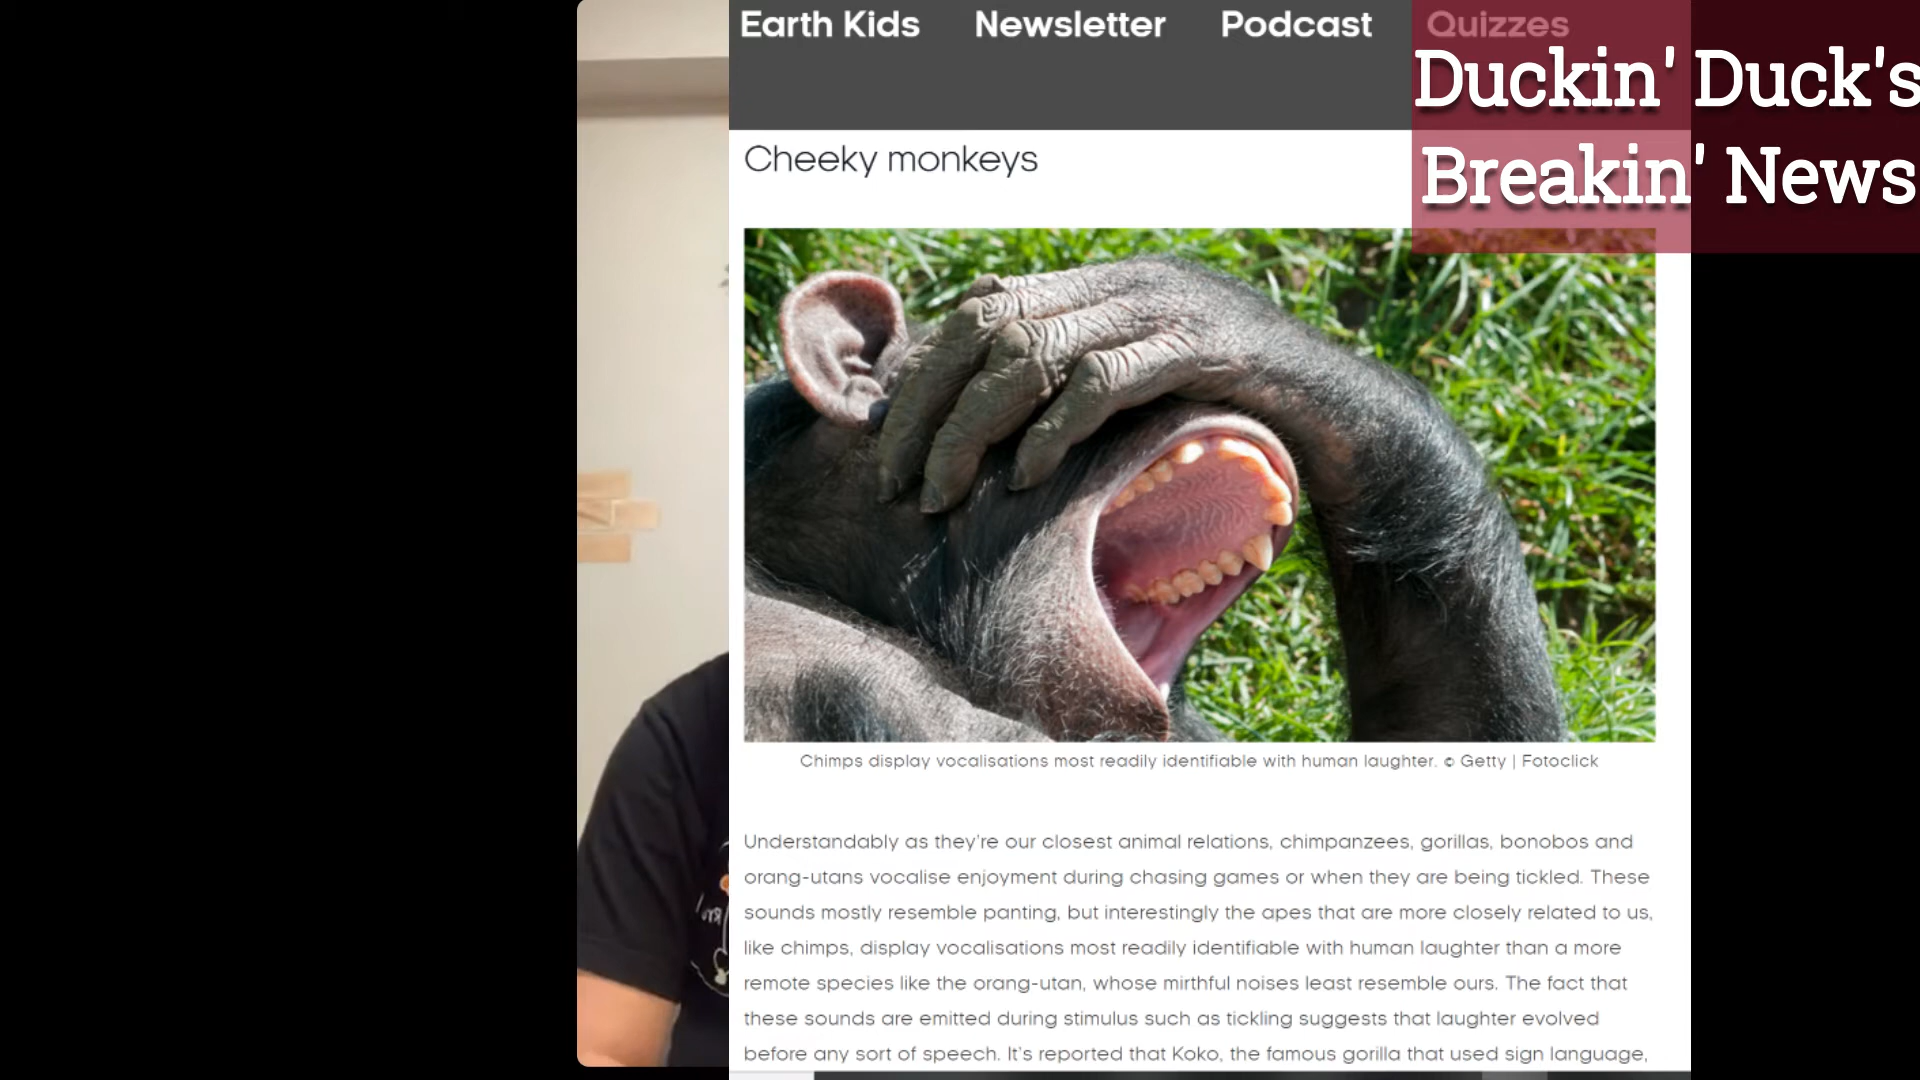 Earth Kids Newsletter Podcast Quizzes
Duckin' Duck's
Breakin' News
Cheeky monkeys
Chimps display vocalisations most readily identifiable with human laughter. © Getty | Fotoclick
Understandably as they're our closest animal relations, chimpanzees, gorillas, bonobos and
orang-utans vocalise enjoyment during chasing games or when they are being tickled. These
sounds mostly resemble panting, but interestingly the apes that are more closely related to us,
like chimps, display vocalisations most readily identifiable with human laughter than a more
remote species like the orang-utan, whose mirthful noises least resemble ours. The fact that
these sounds are emitted during stimulus such as tickling suggests that laughter evolved
before any sort of speech. It's reported that Koko, the famous gorilla that used sign language,